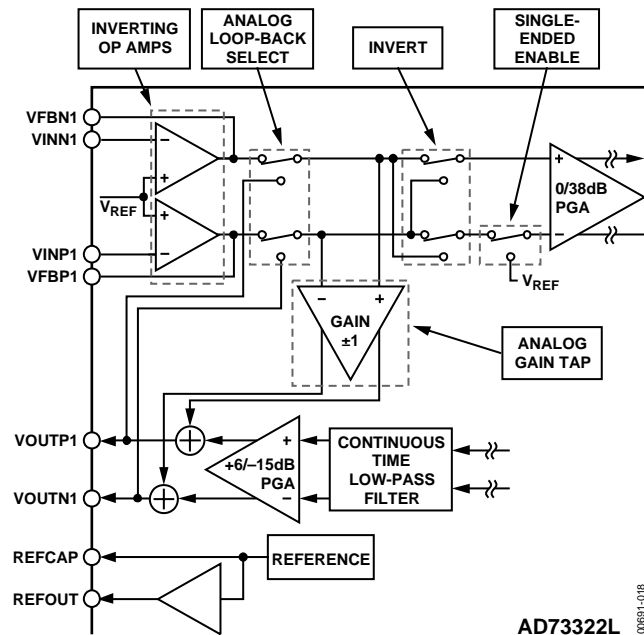 INVERTING
OP AMPS
ANALOG
LOOP-BACK
SELECT
INVERT
SINGLE-
ENDED
ENABLE
VFBN1
VINN1
VREF
VINP1
VFBP1
–
+
+
–
+
0/38dB
PGA
–
VREF
–
+
GAIN
±1
ANALOG
GAIN TAP
VOUTP1
VOUTN1
+
+6/–15dB
PGA
–
CONTINUOUS
TIME
LOW-PASS
FILTER
REFCAP
REFOUT
REFERENCE
AD73322L
00691-018